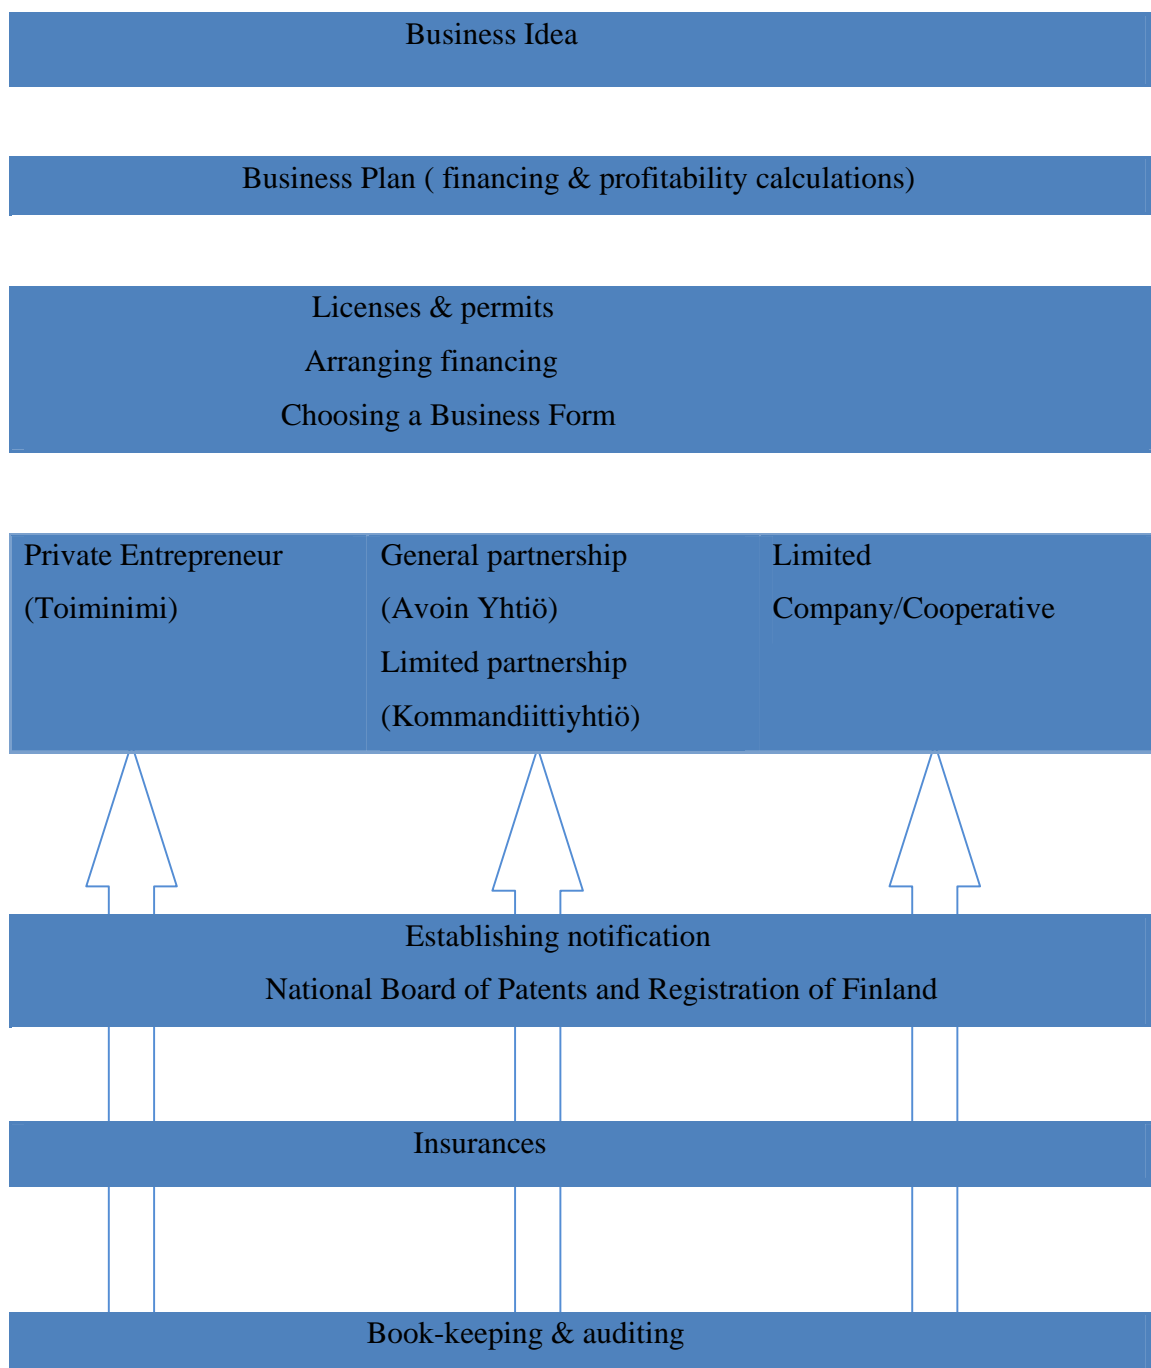 Business Idea
Business Plan ( financing & profitability calculations)
Licenses & permits
Arranging financing
Choosing a Business Form
Private Entrepreneur
(Toiminimi)
General partnership
(Avoin Yhtiö)
Limited partnership
(Kommandiittiyhtiö)
Limited
Company/Cooperative
Establishing notification
National Board of Patents and Registration of Finland
Insurances
Book-keeping & auditing